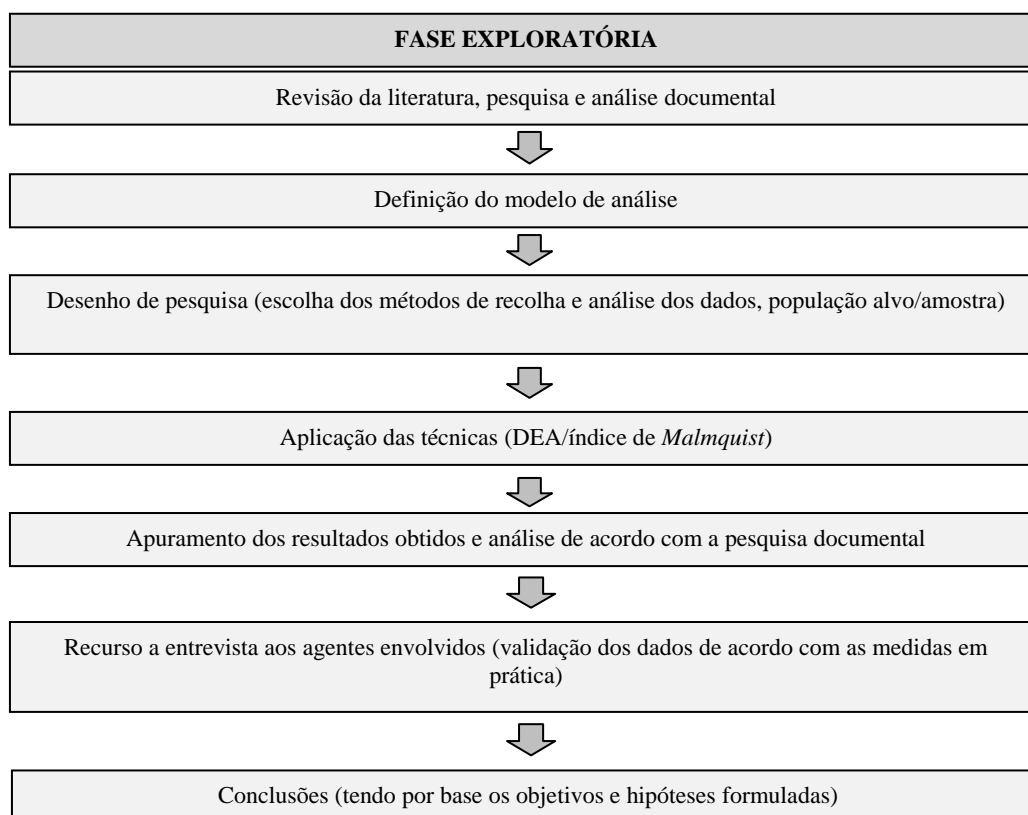 FASE EXPLORATÓRIA
Revisão da literatura, pesquisa e análise documental
Definição do modelo de análise
Desenho de pesquisa (escolha dos métodos de recolha e análise dos dados, população alvo/amostra)
Aplicação das técnicas (DEA/índice de Malmquist)
Apuramento dos resultados obtidos e análise de acordo com a pesquisa documental
Recurso a entrevista aos agentes envolvidos (validação dos dados de acordo com as medidas em
prática)
Conclusões (tendo por base os objetivos e hipóteses formuladas)